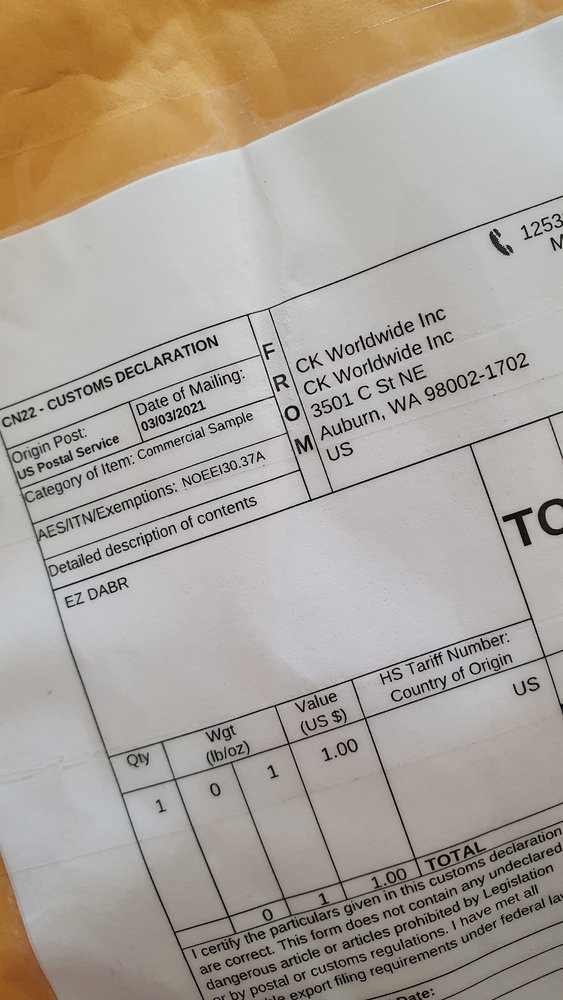 1253
M
CN22 - CUSTOMS DECLARATION
Origin Post:
US Postal Service
Date of Mailing:
03/03/2021
Category of Item: Commercial Sample
AES/ITN/Exemptions: NOEEI30.37A
Detailed description of contents
EZ DABR
FROM
CK Worldwide Inc
CK Worldwide Inc
3501 C St NE
Auburn, WA 98002-1702
US
TO
Qty
Wgt
(lb/oz)
Value
(US $)
HS Tariff Number:
Country of Origin
1 0 1 1.00 US
0 1 1.00 TOTAL
I certify the particulars given in this customs declaration
are correct. This form does not contain any undeclared
dangerous article or articles prohibited by Legislation
or by postal or customs regulations. I have met all
export filing requirements under federal
Date: